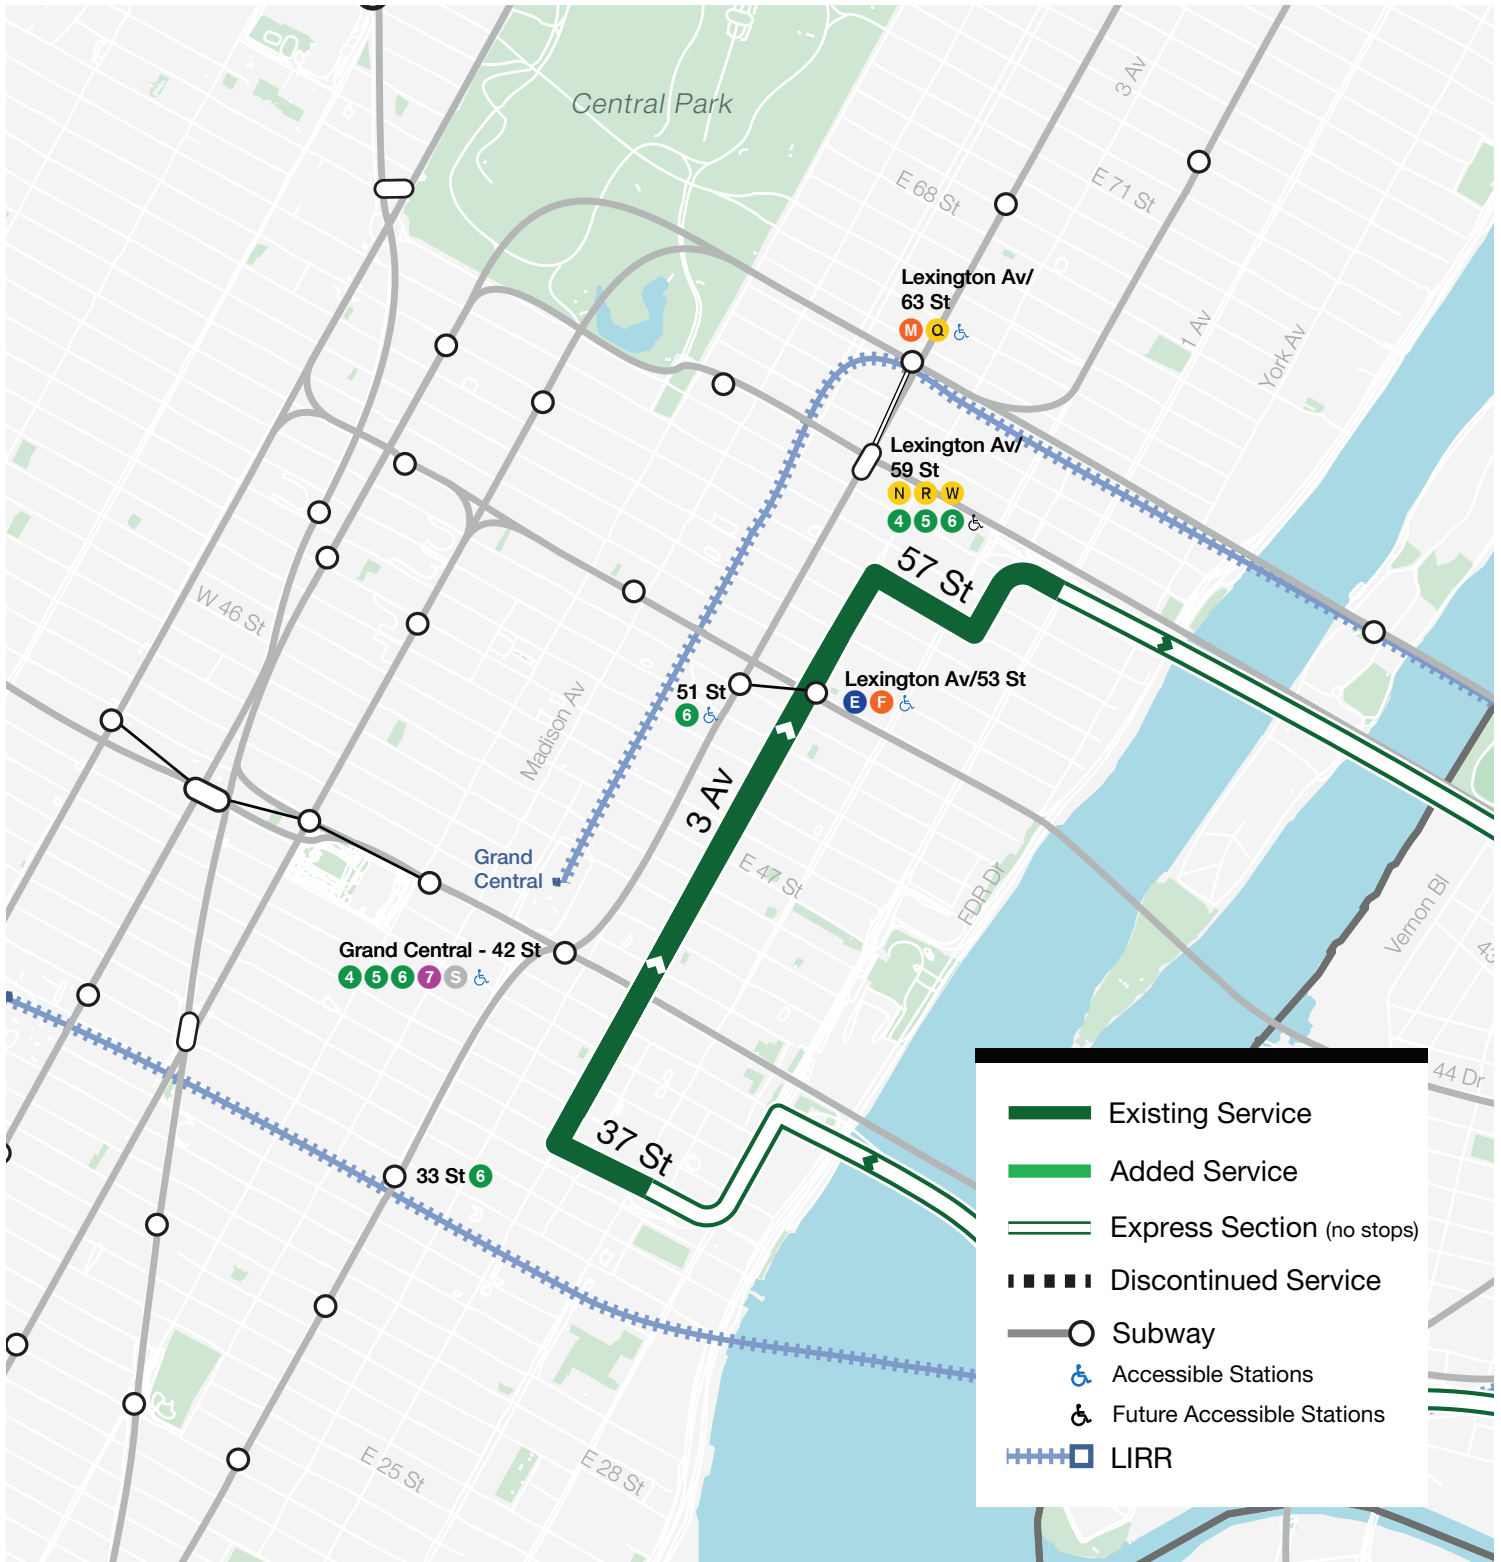 Central Park
3 Av
E 68 St
E 71 St
Lexington Av/
63 St
M Q
1 Av
York Av
Lexington Av/
59 St
N R W
4 5 6
57 St
W 46 St
Madison Av
51 St
6
Lexington Av/53 St
E F
3 Av
Grand
Central
E 47 St
FDR Dr
Vernon Bl
43
Grand Central - 42 St
4 5 6 7 S
44 Dr
37 St
33 St 6
E 25 St
E 28 St
Existing Service
Added Service
Express Section (no stops)
Discontinued Service
Subway
Accessible Stations
Future Accessible Stations
LIRR